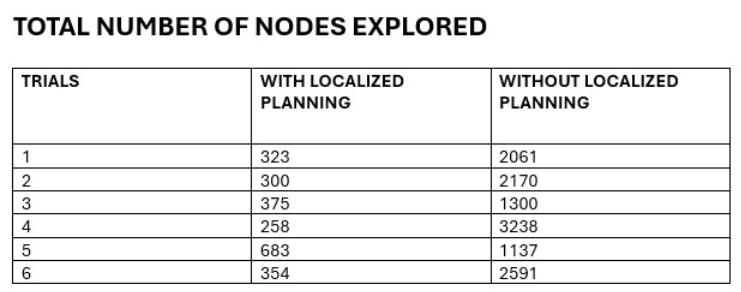 TOTAL NUMBER OF NODES EXPLORED
TRIALS WITH LOCALIZED WITHOUT LOCALIZED
PLANNING PLANNING
1 323 2061
2 300 2170
3 375 1300
4 258 3238
5 683 1137
6 354 2591